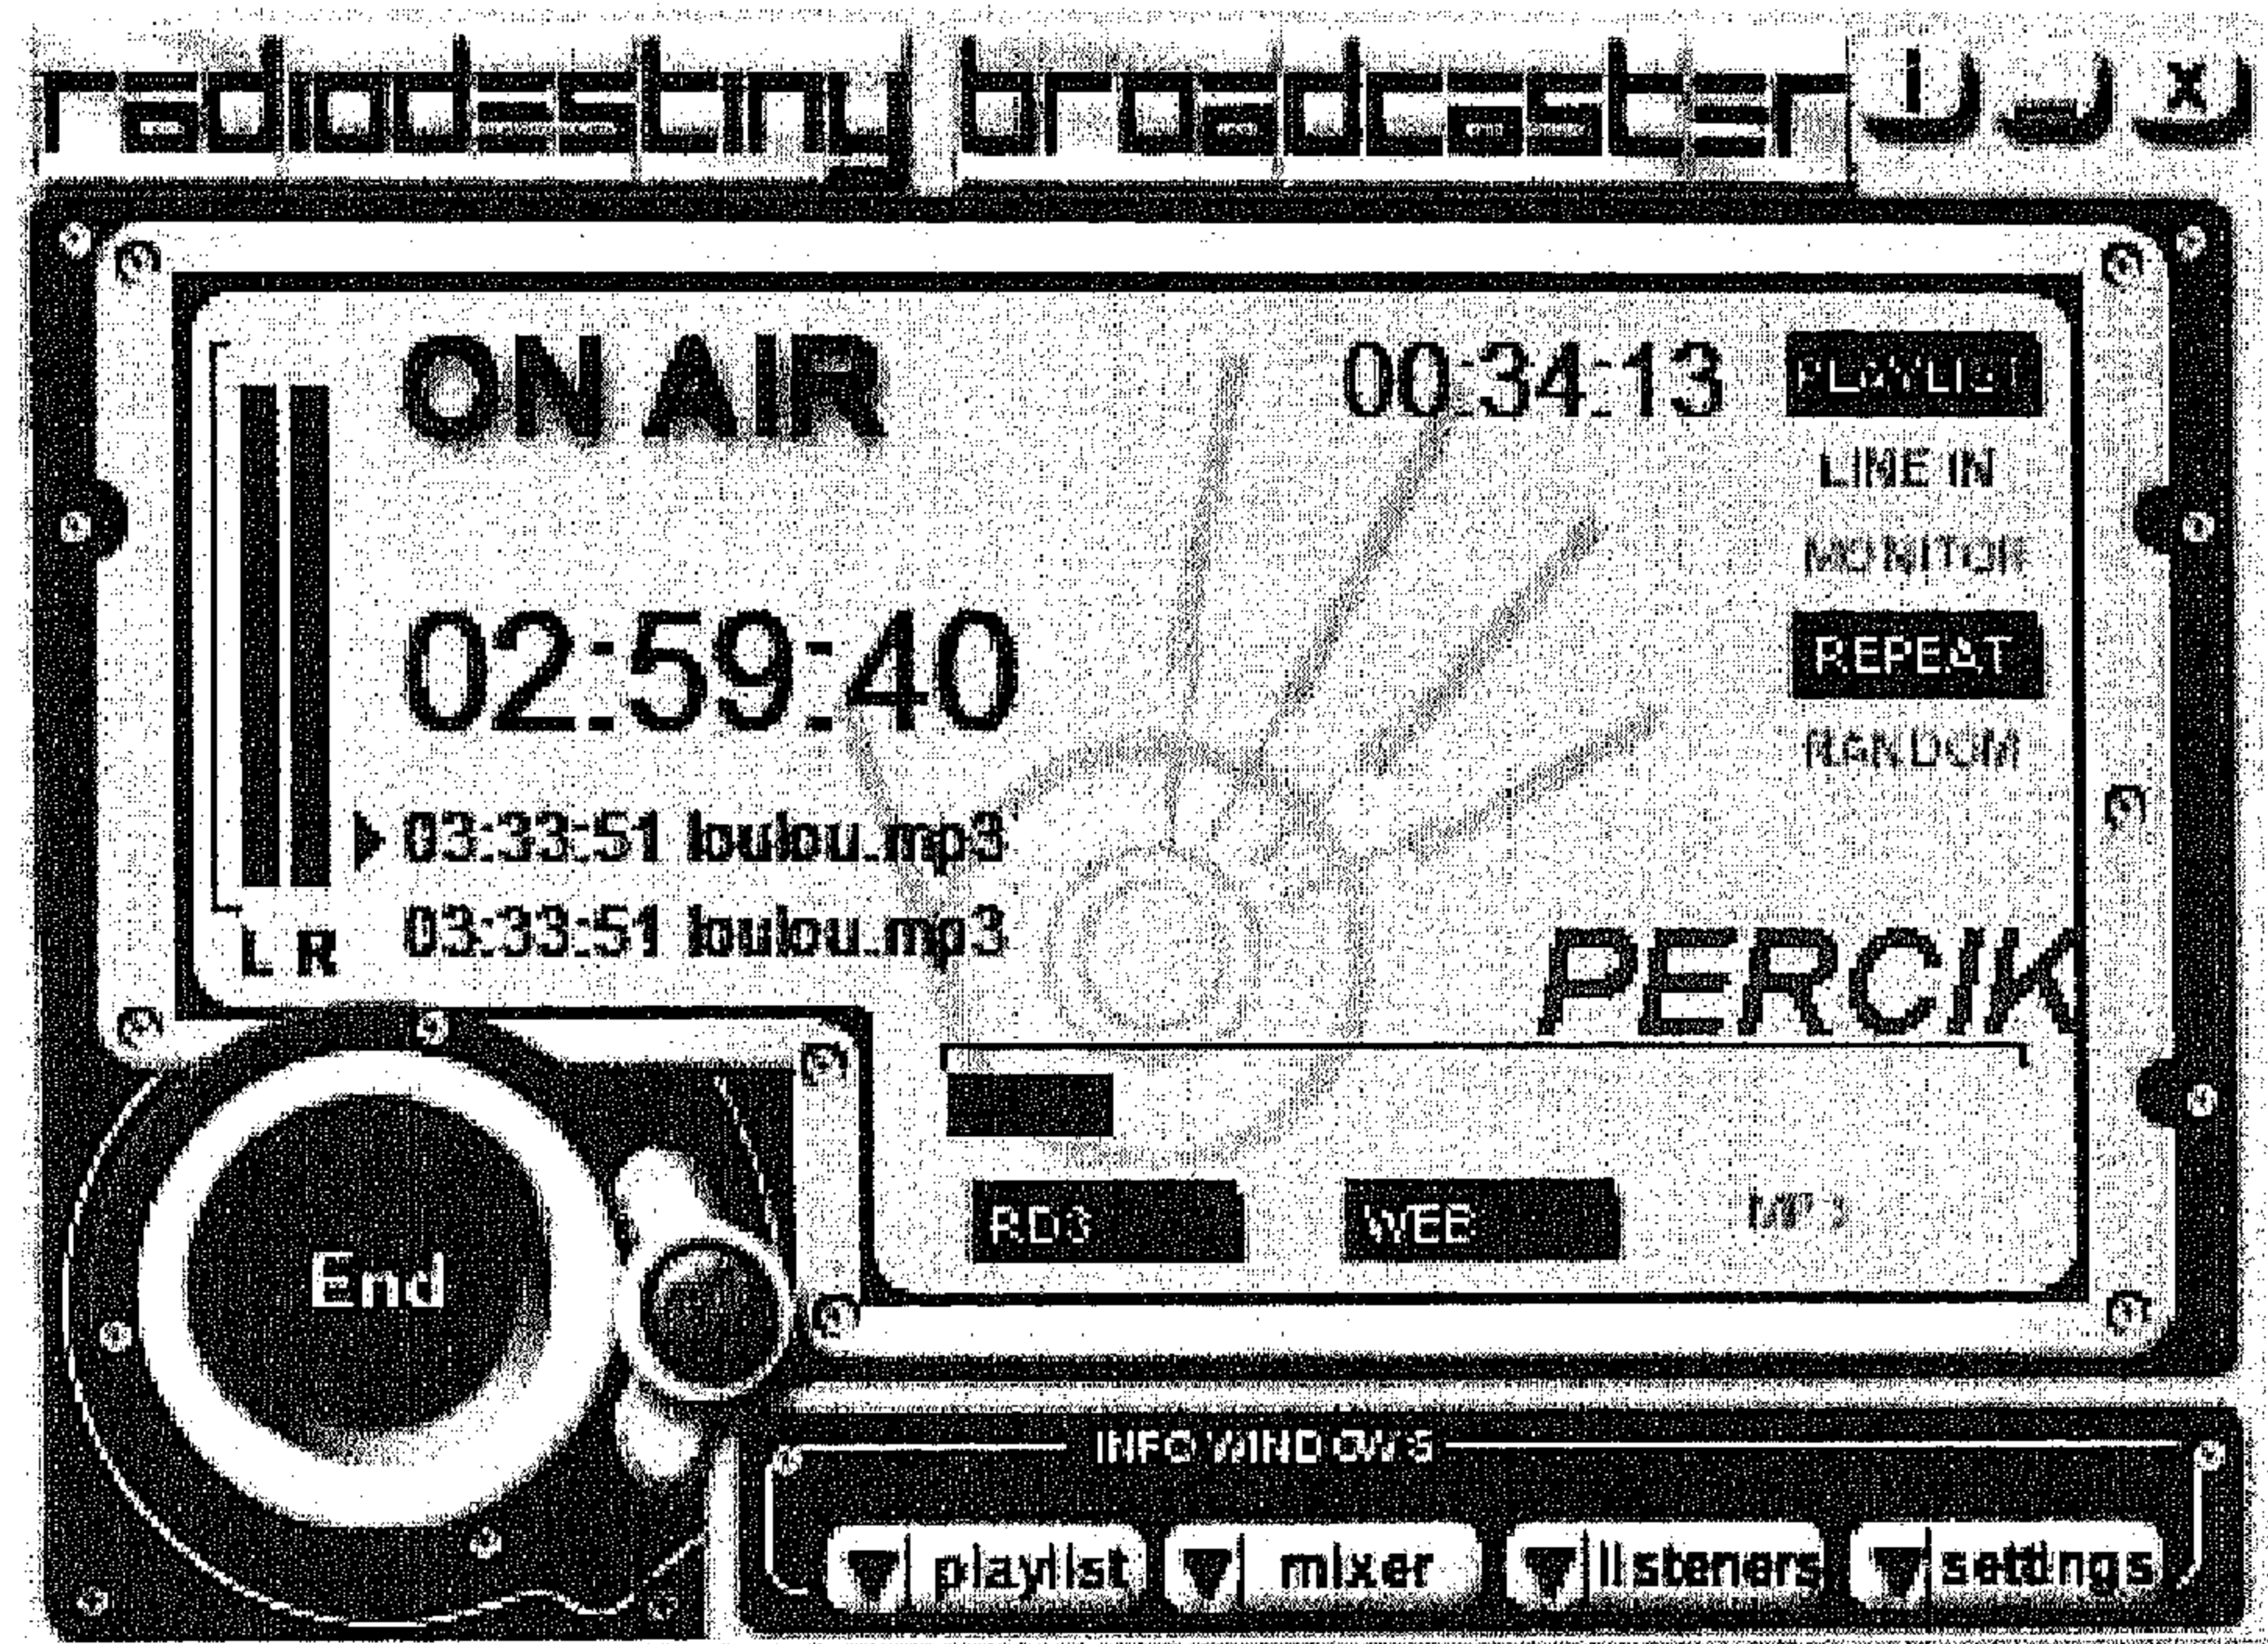 radiodestiny broadcaster
ON AIR
00:34:13
PLAYLIST
LINE IN
MONITOR
02:59:40
REPEAT
RANDOM
03:33:51 loulou.mp3
03:33:51 loulou.mp3
L R
PERCIK
WEB
MP3
End
INFO WINDOWS
playlist mixer listeners settings